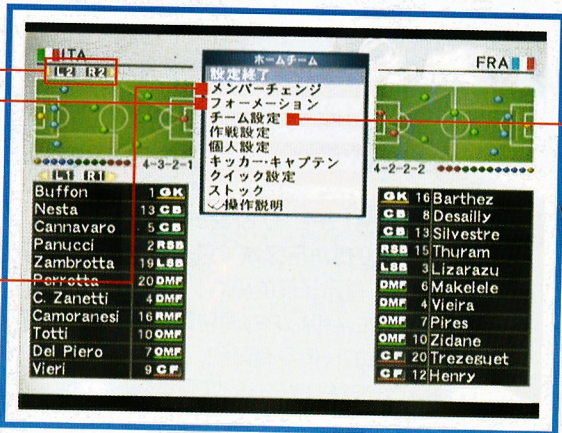 ITA
L2 R2
4-3-2-1
L1 R1
Buffon 1 GK
Nesta 13 CB
Cannavaro 5 CB
Panucci 2 RSB
Zambrotta 19 LSB
Perrotta 20 DMF
C. Zanetti 4 DMF
Camoranesi 16 RMF
Totti 10 OMF
Del Piero 7 OMF
Vieri 9 CF
ホームチーム
設定終了
メンバーチェンジ
フォーメーション
チーム設定
作戦設定
個人設定
キッカー・キャプテン
クイック設定
ストック
操作説明
FRA
4-2-2-2
GK 16 Barthez
CB 8 Desailly
CB 13 Silvestre
RSB 15 Thuram
LSB 3 Lizarazu
DMF 6 Makelele
DMF 4 Vieira
OMF 7 Pires
OMF 10 Zidane
CF 20 Trezeguet
CF 12 Henry